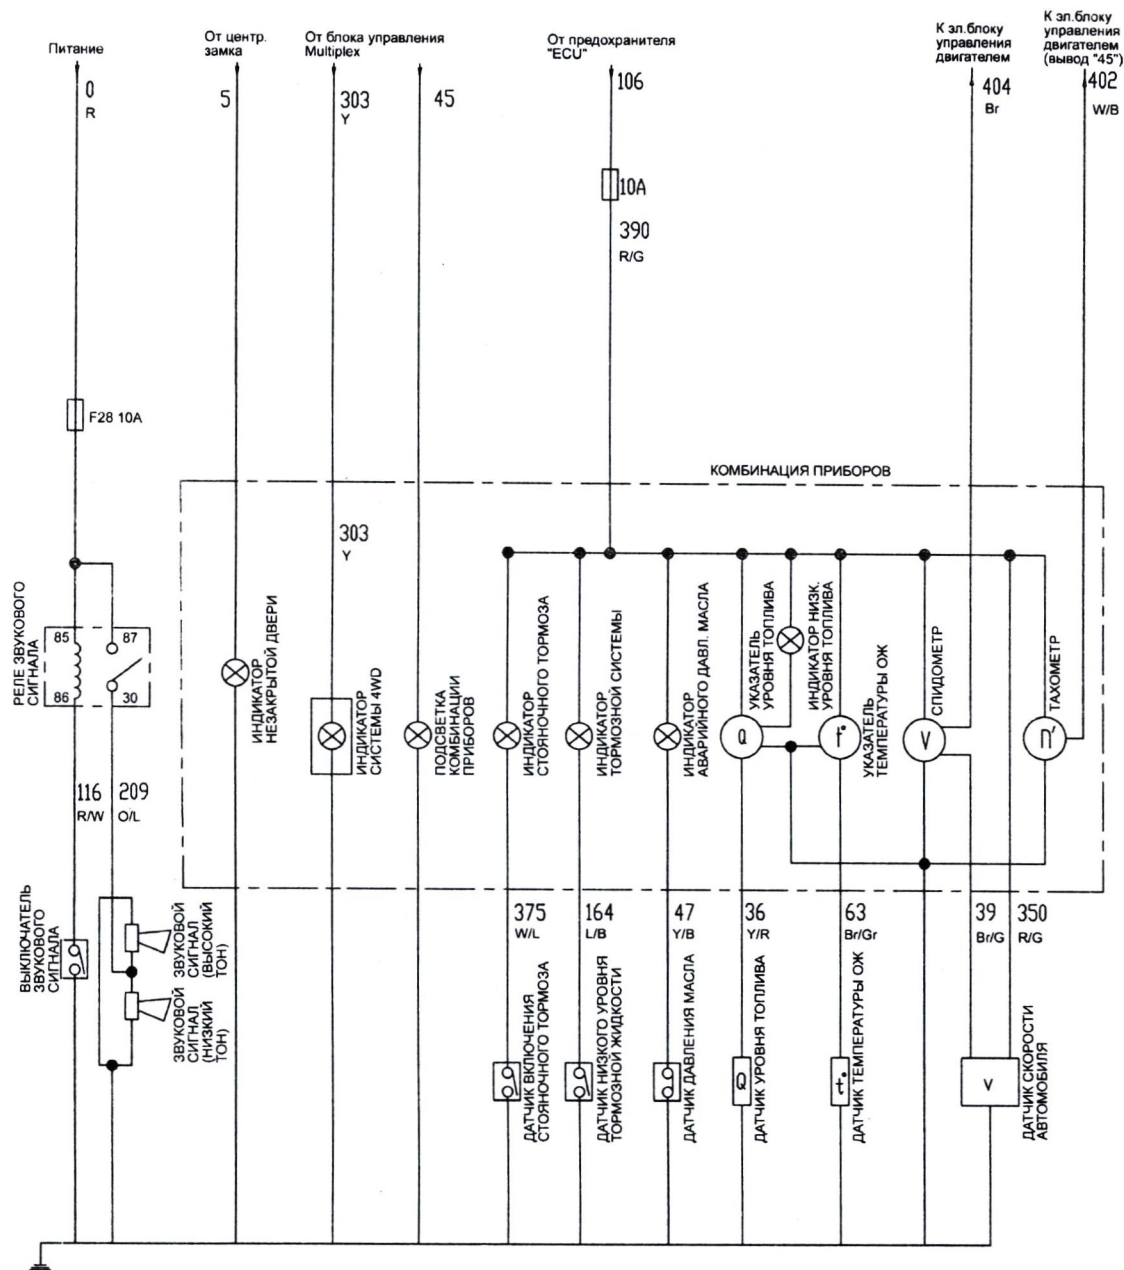 Питание
От центр.
замка
От блока управления
Multiplex
От предохранителя
"ECU"
К эл.блоку
управления
двигателем
К эл.блоку
управления
двигателем
(вывод "45")
0
R
5
303
Y
45
106
404
Br
402
W/B
10A
390
R/G
F28 10A
КОМБИНАЦИЯ ПРИБОРОВ
303
Y
РЕЛЕ ЗВУКОВОГО
СИГНАЛА
85
87
86
30
ИНДИКАТОР
НЕЗАКРЫТОЙ ДВЕРИ
ИНДИКАТОР
СИСТЕМЫ 4WD
ПОДСВЕТКА
КОМБИНАЦИИ
ПРИБОРОВ
ИНДИКАТОР
СТОЯНОЧНОГО ТОРМОЗА
ИНДИКАТОР
ТОРМОЗНОЙ СИСТЕМЫ
ИНДИКАТОР
АВАРИЙНОГО ДАВЛ. МАСЛА
УКАЗАТЕЛЬ
УРОВНЯ ТОПЛИВА
ИНДИКАТОР НИЗК.
УРОВНЯ ТОПЛИВА
УКАЗАТЕЛЬ
ТЕМПЕРАТУРЫ ОЖ
СПИДОМЕТР
ТАХОМЕТР
Q
t°
V
n'
116
R/W
209
O/L
ВЫКЛЮЧАТЕЛЬ
ЗВУКОВОГО
СИГНАЛА
ЗВУКОВОЙ
СИГНАЛ
(ВЫСОКИЙ
ТОН)
ЗВУКОВОЙ
СИГНАЛ
(НИЗКИЙ
ТОН)
375
W/L
164
L/B
47
Y/B
36
Y/R
63
Br/Gr
39
Br/G
350
R/G
ДАТЧИК ВКЛЮЧЕНИЯ
СТОЯНОЧНОГО ТОРМОЗА
ДАТЧИК НИЗКОГО УРОВНЯ
ТОРМОЗНОЙ ЖИДКОСТИ
ДАТЧИК ДАВЛЕНИЯ МАСЛА
Q
ДАТЧИК УРОВНЯ ТОПЛИВА
t°
ДАТЧИК ТЕМПЕРАТУРЫ ОЖ
V
ДАТЧИК СКОРОСТИ
АВТОМОБИЛЯ